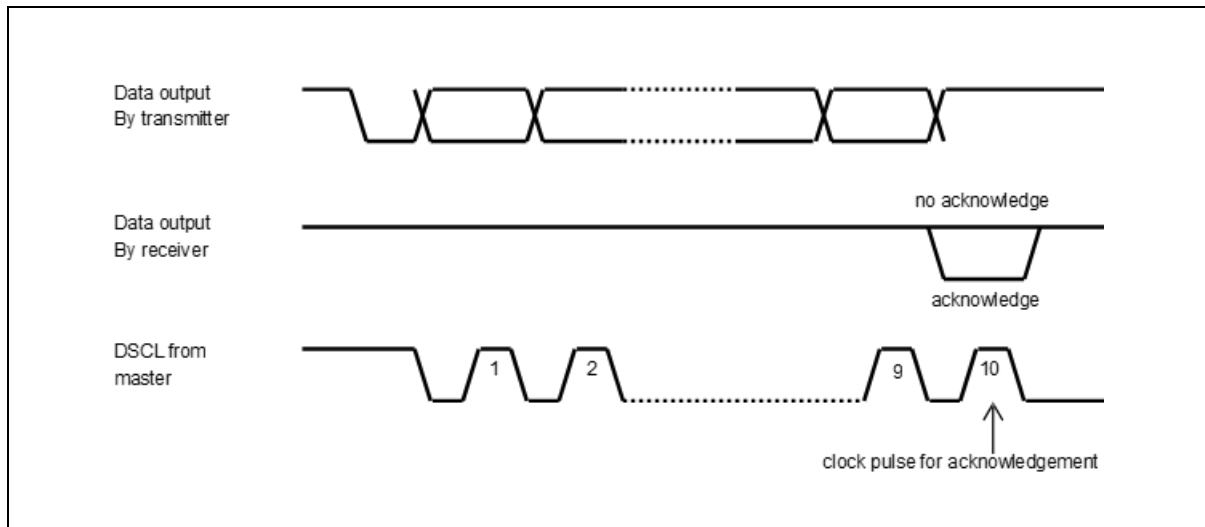 Data output
By transmitter
no acknowledge
Data output
By receiver
acknowledge
DSCL from
master
1
2
9
10
clock pulse for acknowledgement